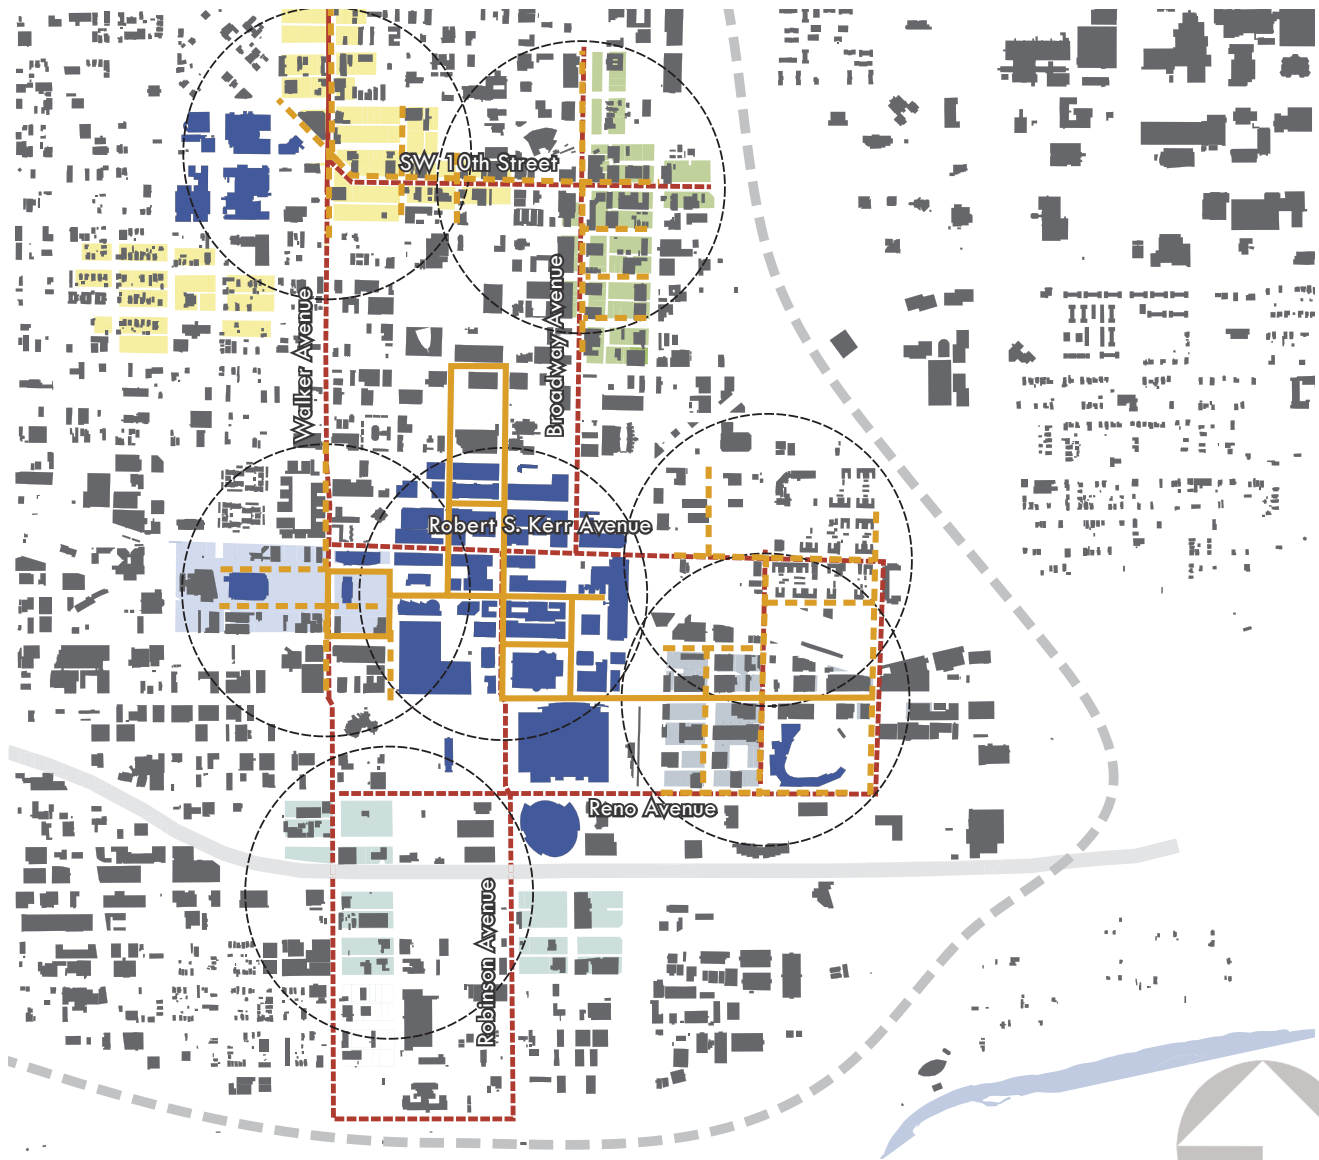 SW 10th Street
Broadway Avenue
Walker Avenue
Robert S. Kerr Avenue
Reno Avenue
Robinson Avenue